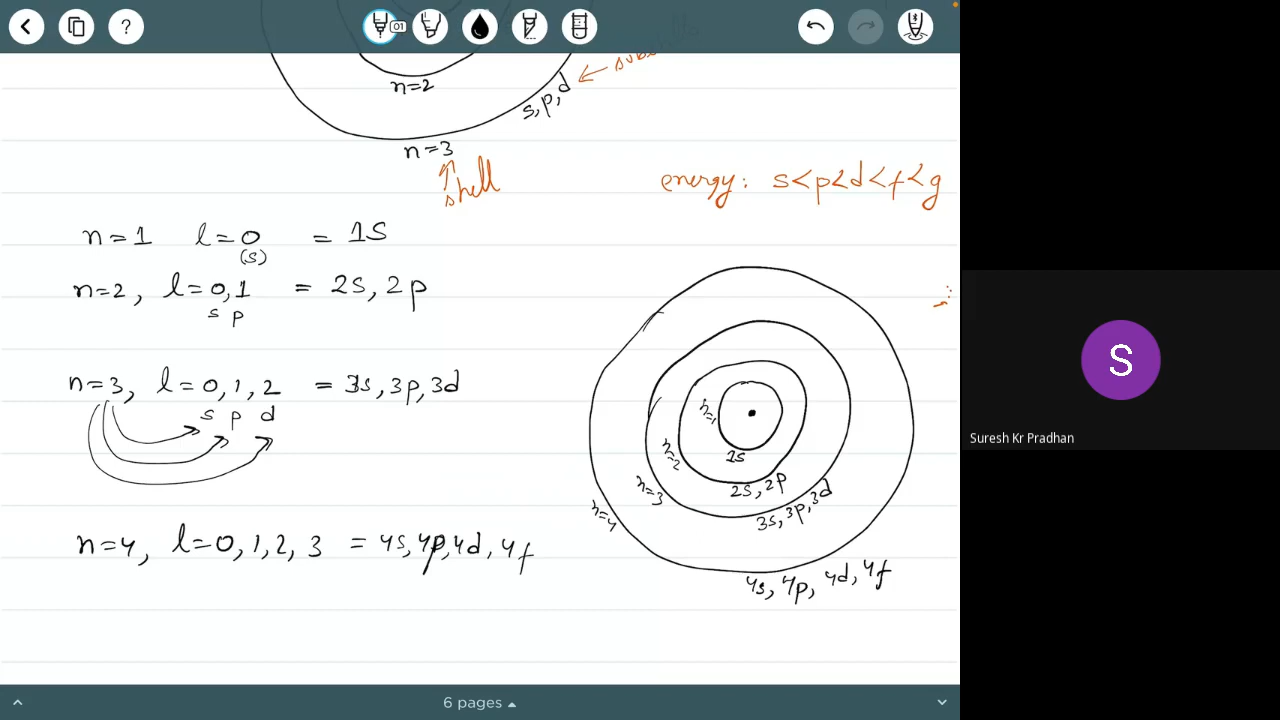 01
n=2
s,p,d
n=3
shell
energy: s<p<d<f<g
n=1 l=0 = 1s
(s)
n=2, l=0,1 = 2s, 2p
s p
n=3, l=0,1,2 = 3s, 3p, 3d
s p d
n=4, l=0,1,2,3 = 4s, 4p, 4d, 4f
n=1
1s
n=2
2s, 2p
n=3
3s, 3p, 3d
n=4
4s, 4p, 4d, 4f
S
Suresh Kr Pradhan
6 pages